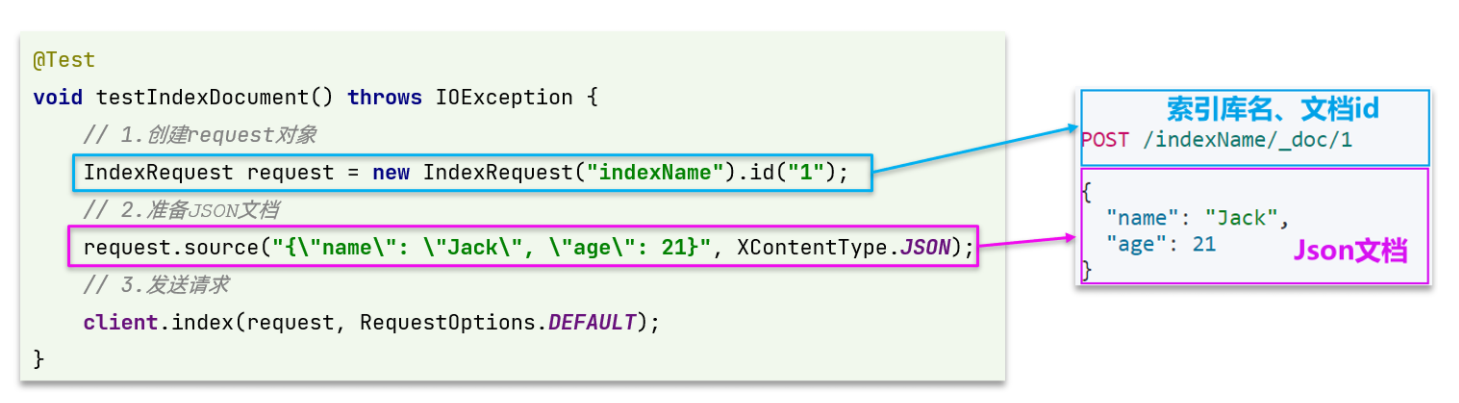 @Test
void testIndexDocument() throws IOException {
    // 1.创建request对象
    IndexRequest request = new IndexRequest("indexName").id("1");
    // 2.准备JSON文档
    request.source("{\"name\": \"Jack\", \"age\": 21}", XContentType.JSON);
    // 3.发送请求
    client.index(request, RequestOptions.DEFAULT);
}
索引库名、文档id
POST /indexName/_doc/1
{
  "name": "Jack",
  "age": 21
Json文档
}